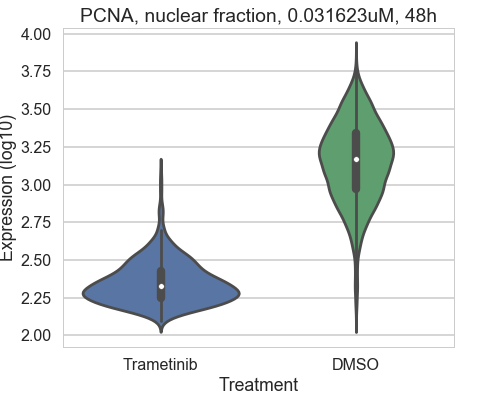 PCNA, nuclear fraction, 0.031623uM, 48h
4.00
3.75
3.50
3.25
3.00
2.75
2.50
2.25
2.00
Expression (log10)
Trametinib DMSO
Treatment